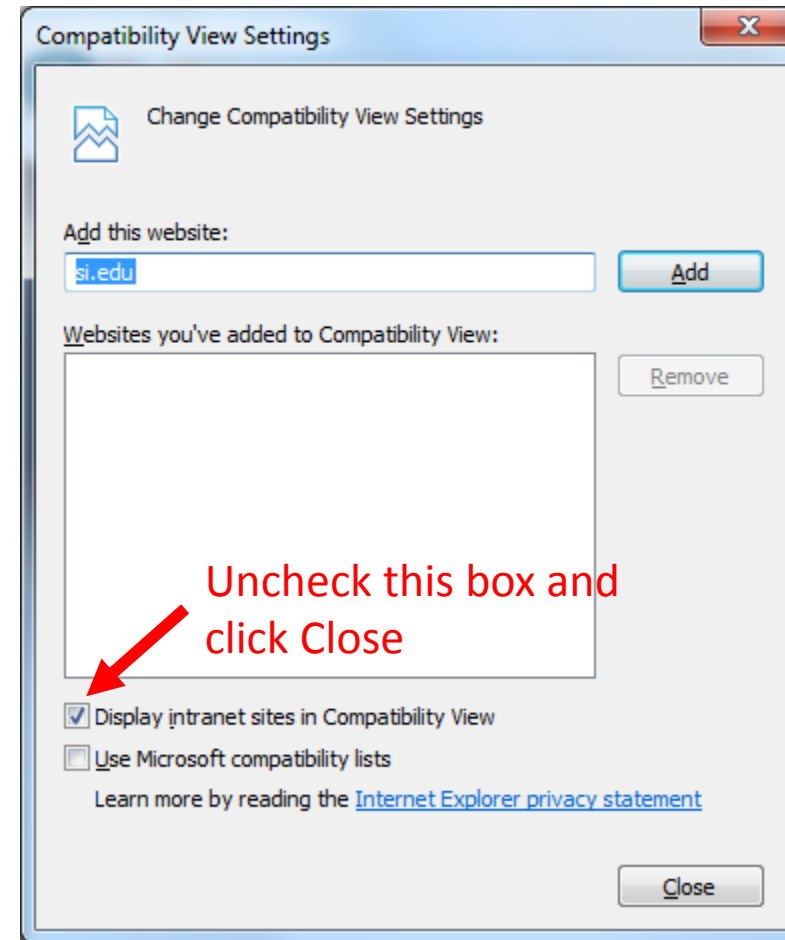 Compatibility View Settings
X
Change Compatibility View Settings
Add this website:
si.edu
Add
Websites you've added to Compatibility View:
Remove
Uncheck this box and
click Close
Display intranet sites in Compatibility View
Use Microsoft compatibility lists
Learn more by reading the Internet Explorer privacy statement
Close